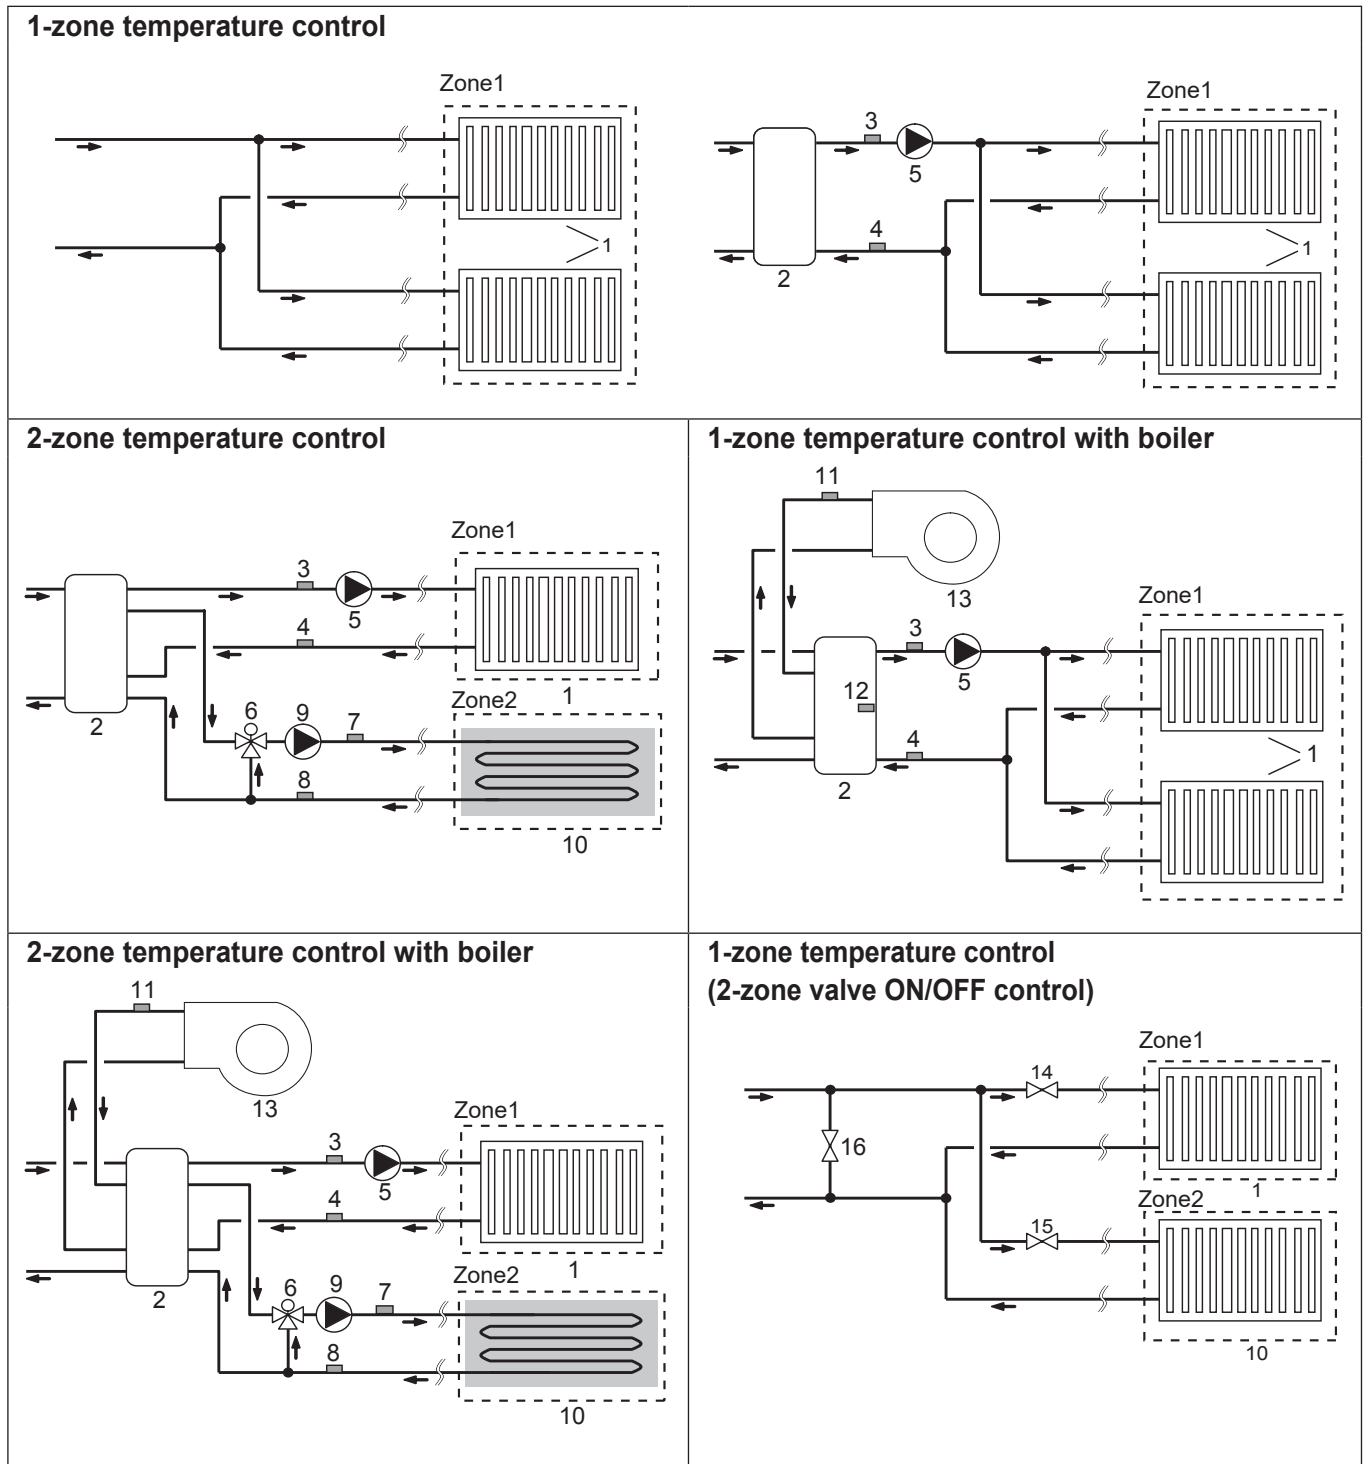 1-zone temperature control
Zone1
1
Zone1
3
5
4
2
1
2-zone temperature control
Zone1
3
5
4
1
2
Zone2
6
9
7
8
10
1-zone temperature control with boiler
11
13
Zone1
3
5
12
4
2
1
2-zone temperature control with boiler
11
13
Zone1
3
5
4
1
2
Zone2
6
9
7
8
10
1-zone temperature control
(2-zone valve ON/OFF control)
Zone1
14
16
1
Zone2
15
10